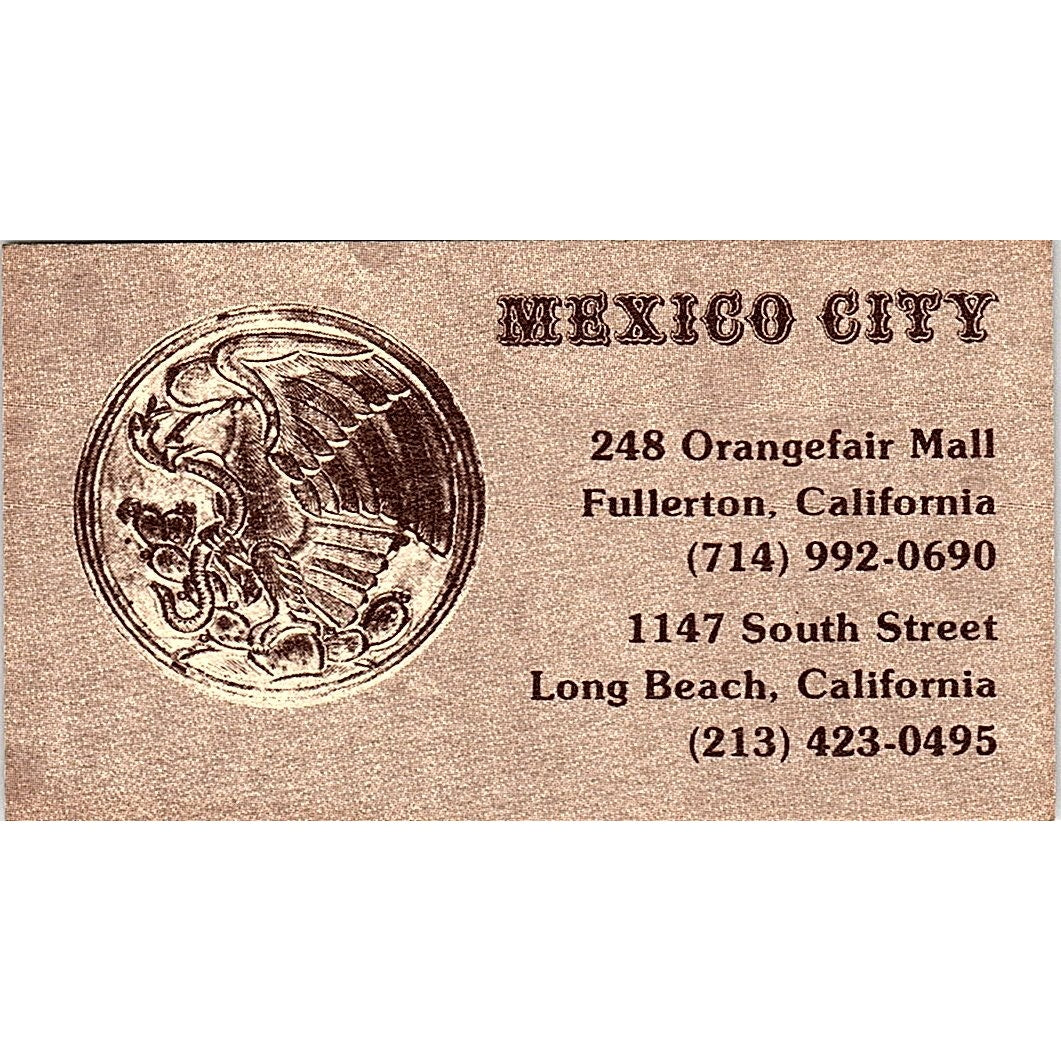 MEXICO CITY
248 Orangefair Mall
Fullerton, California
(714) 992-0690
1147 South Street
Long Beach, California
(213) 423-0495